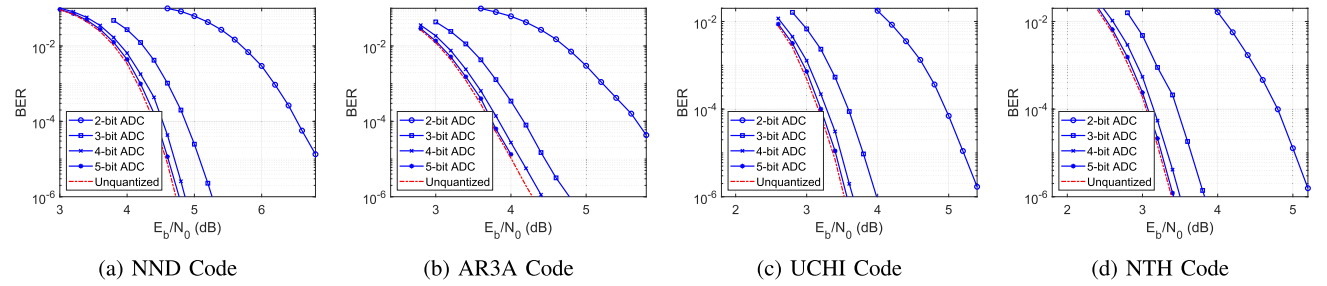 BER
10^-2
10^-4
10^-6
2-bit ADC
3-bit ADC
4-bit ADC
5-bit ADC
Unquantized
3 4 5 6
E_b/N_0 (dB)
(a) NND Code
BER
10^-2
10^-4
10^-6
2-bit ADC
3-bit ADC
4-bit ADC
5-bit ADC
Unquantized
3 4 5
E_b/N_0 (dB)
(b) AR3A Code
BER
10^-2
10^-4
10^-6
2-bit ADC
3-bit ADC
4-bit ADC
5-bit ADC
Unquantized
2 3 4 5
E_b/N_0 (dB)
(c) UCHI Code
BER
10^-2
10^-4
10^-6
2-bit ADC
3-bit ADC
4-bit ADC
5-bit ADC
Unquantized
2 3 4 5
E_b/N_0 (dB)
(d) NTH Code